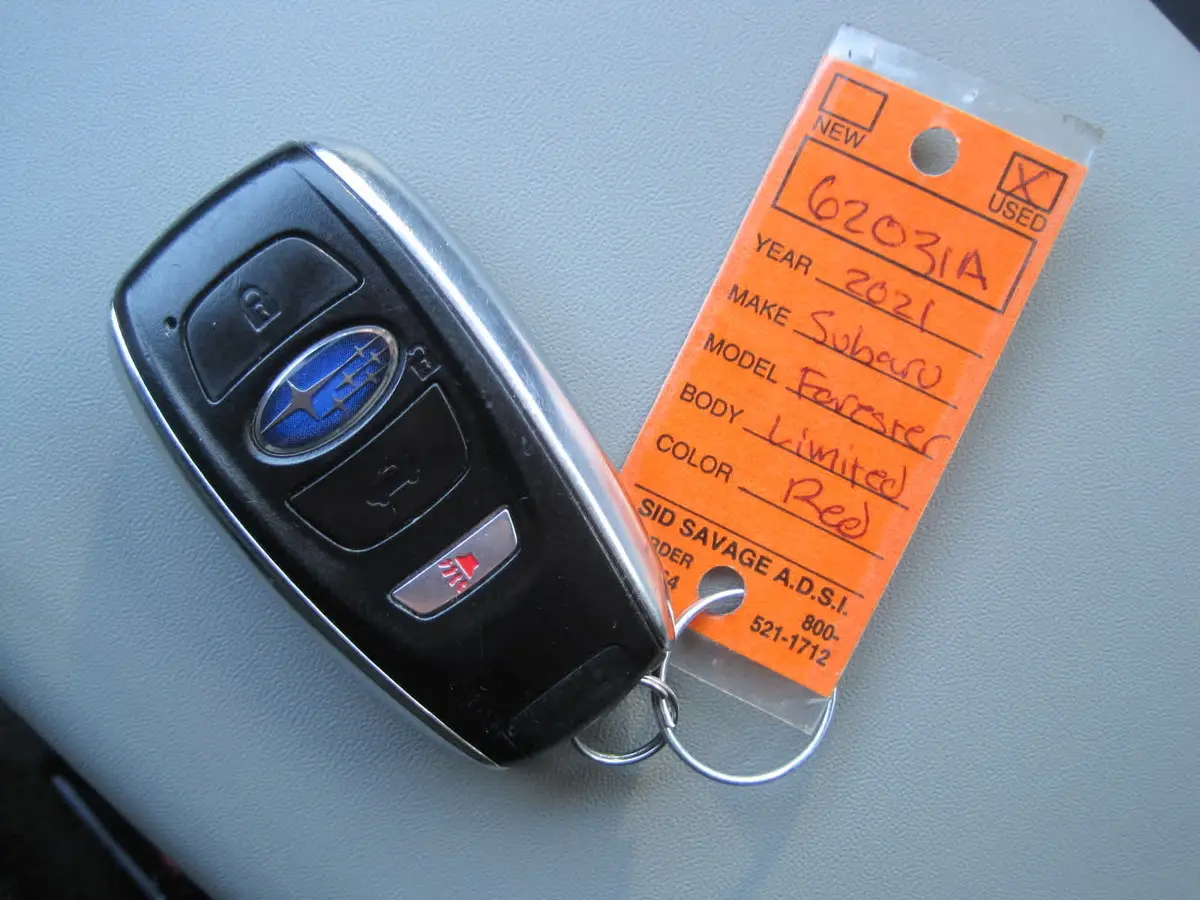 NEW
X
USED
62031A
YEAR 2021
MAKE Subaru
MODEL Forester
BODY Limited
COLOR Red
SID SAVAGE A.D.S.I.
800-
521-1712